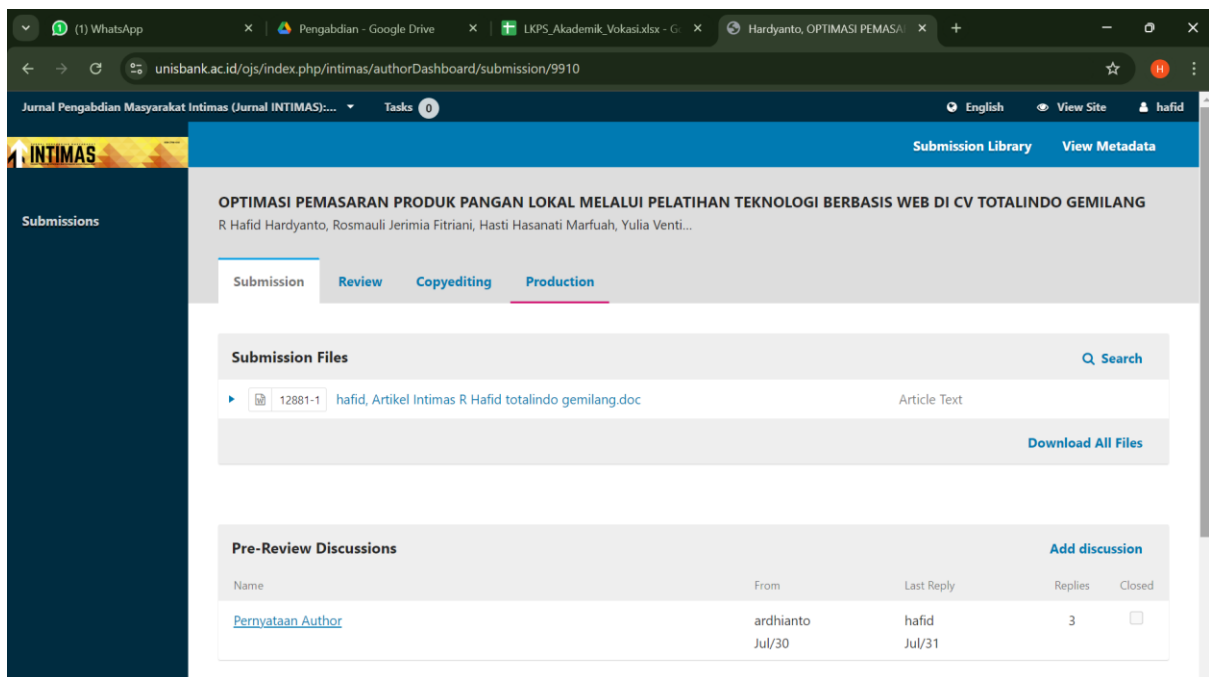 (1) WhatsApp
Pengabdian - Google Drive
LKPS_Akademik_Vokasi.xlsx - Go
Hardyanto, OPTIMASI PEMASA
unisbank.ac.id/ojs/index.php/intimas/authorDashboard/submission/9910
H
Jurnal Pengabdian Masyarakat Intimas (Jurnal INTIMAS):... Tasks 0 English View Site hafid
INTIMAS
Submission Library View Metadata
Submissions
OPTIMASI PEMASARAN PRODUK PANGAN LOKAL MELALUI PELATIHAN TEKNOLOGI BERBASIS WEB DI CV TOTALINDO GEMILANG
R Hafid Hardyanto, Rosmauli Jerimia Fitriani, Hasti Hasanati Marfuah, Yulia Venti...
Submission Review Copyediting Production
Submission Files Search
12881-1 hafid, Artikel Intimas R Hafid totalindo gemilang.doc Article Text
Download All Files
Pre-Review Discussions Add discussion
Name From Last Reply Replies Closed
Pernyataan Author ardhianto hafid 3
Jul/30 Jul/31